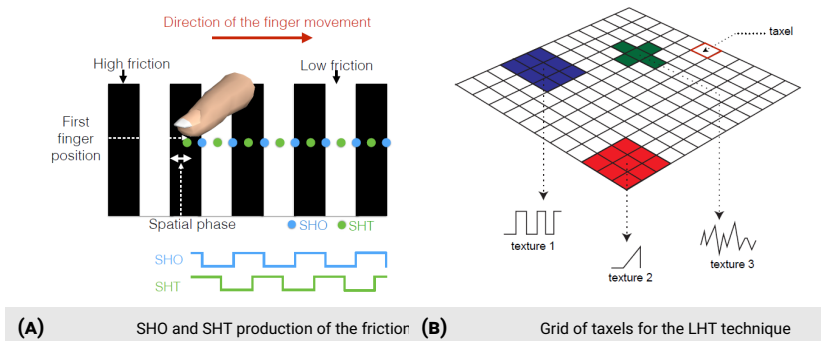 Direction of the finger movement
High friction
Low friction
First
finger
position
Spatial phase
SHO
SHT
SHO
SHT
taxel
texture 1
texture 2
texture 3
(A)
SHO and SHT production of the friction
(B)
Grid of taxels for the LHT technique